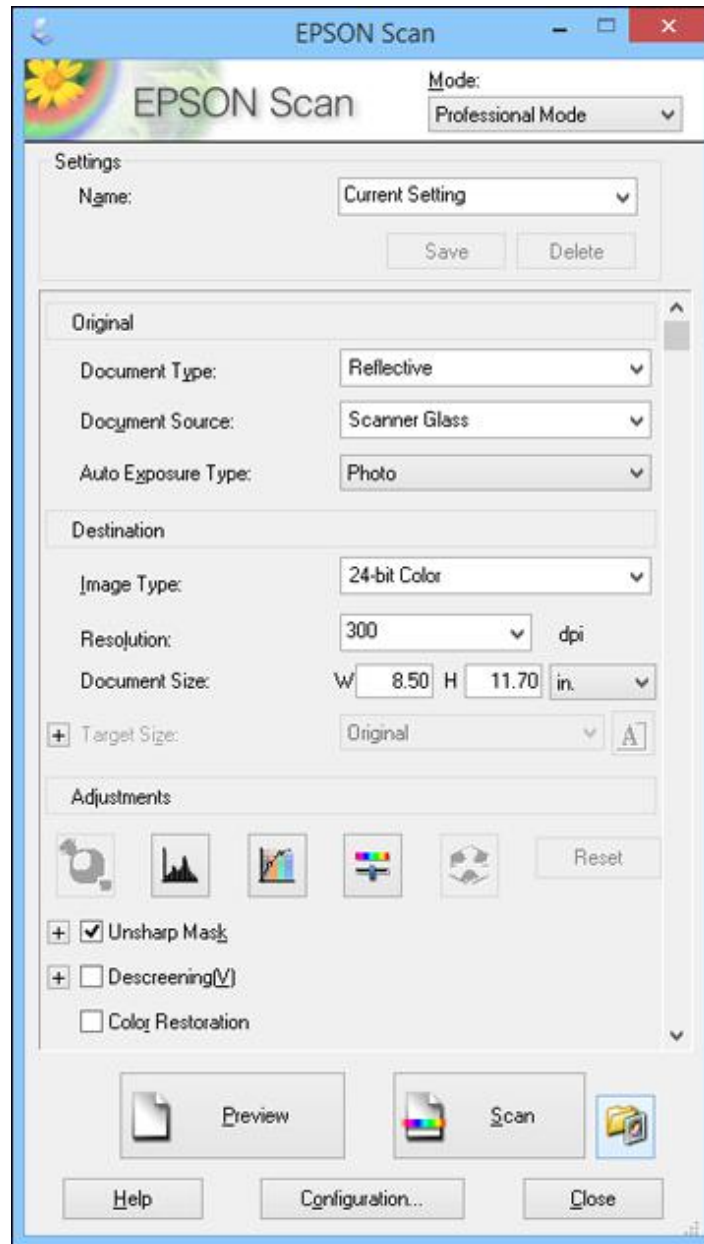 EPSON Scan
EPSON Scan
Mode:
Professional Mode
Settings
Name: Current Setting
Save Delete
Original
Document Type: Reflective
Document Source: Scanner Glass
Auto Exposure Type: Photo
Destination
Image Type: 24-bit Color
Resolution: 300 dpi
Document Size: W 8.50 H 11.70 in.
+ Target Size: Original A
Adjustments
Reset
+ Unsharp Mask
+ Descreening(V)
Color Restoration
Preview Scan
Help Configuration... Close